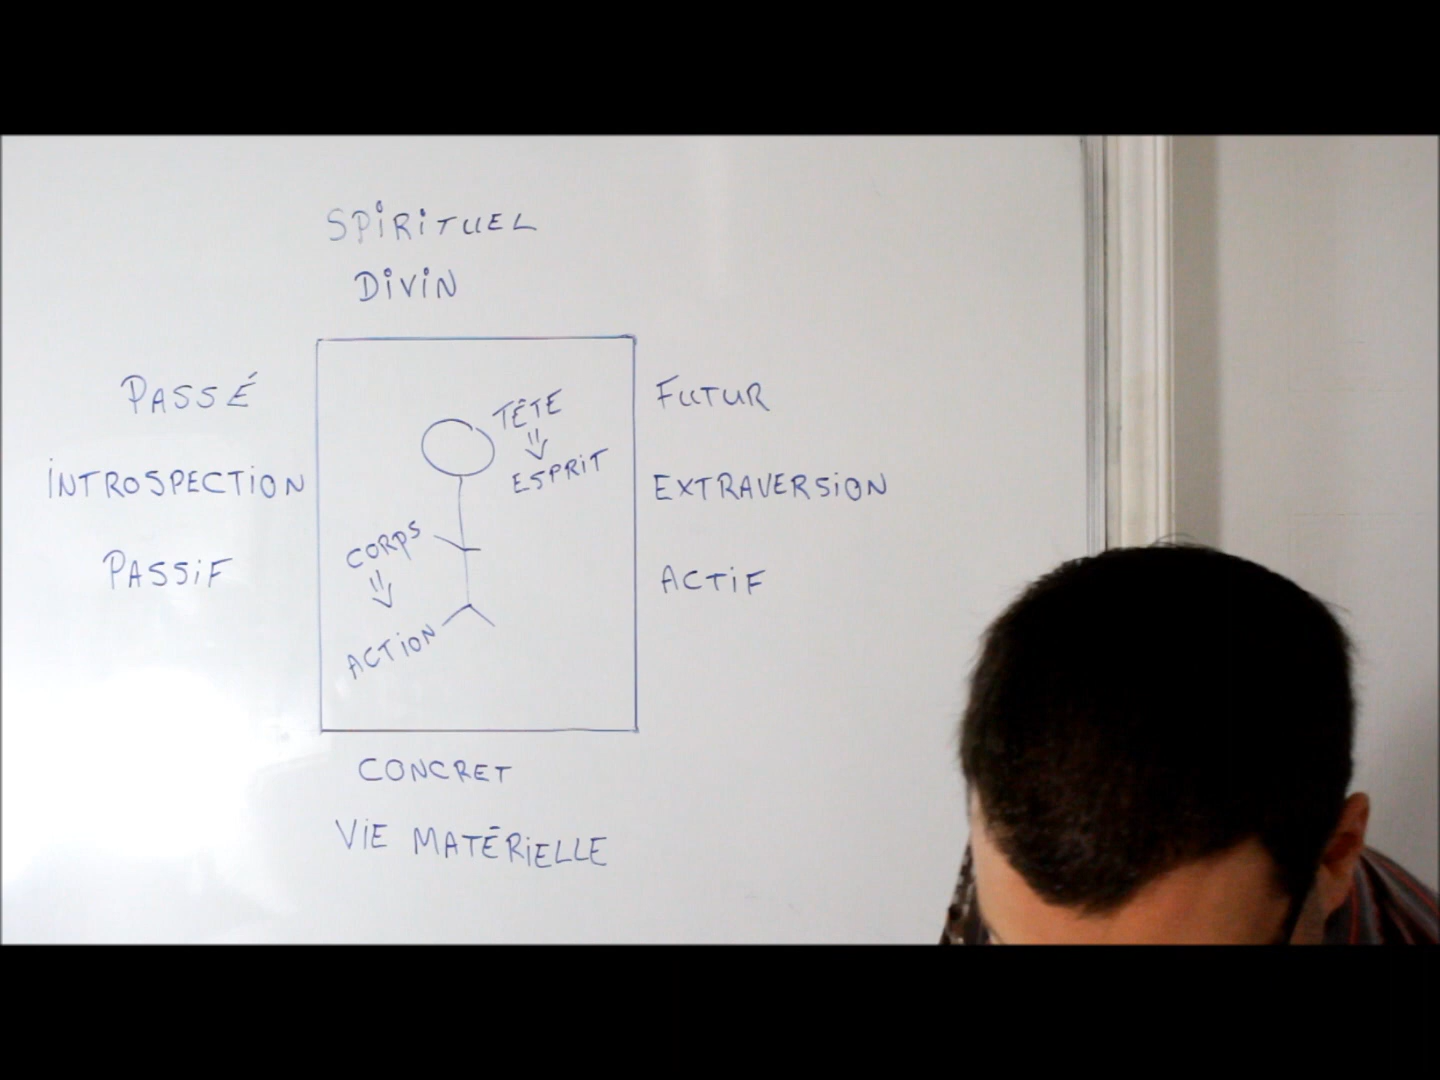 SPIRITUEL
DIVIN
PASSÉ
INTROSPECTION
PASSIF
TÊTE
ESPRIT
CORPS
ACTION
FUTUR
EXTRAVERSION
ACTIF
CONCRET
VIE MATÉRIELLE